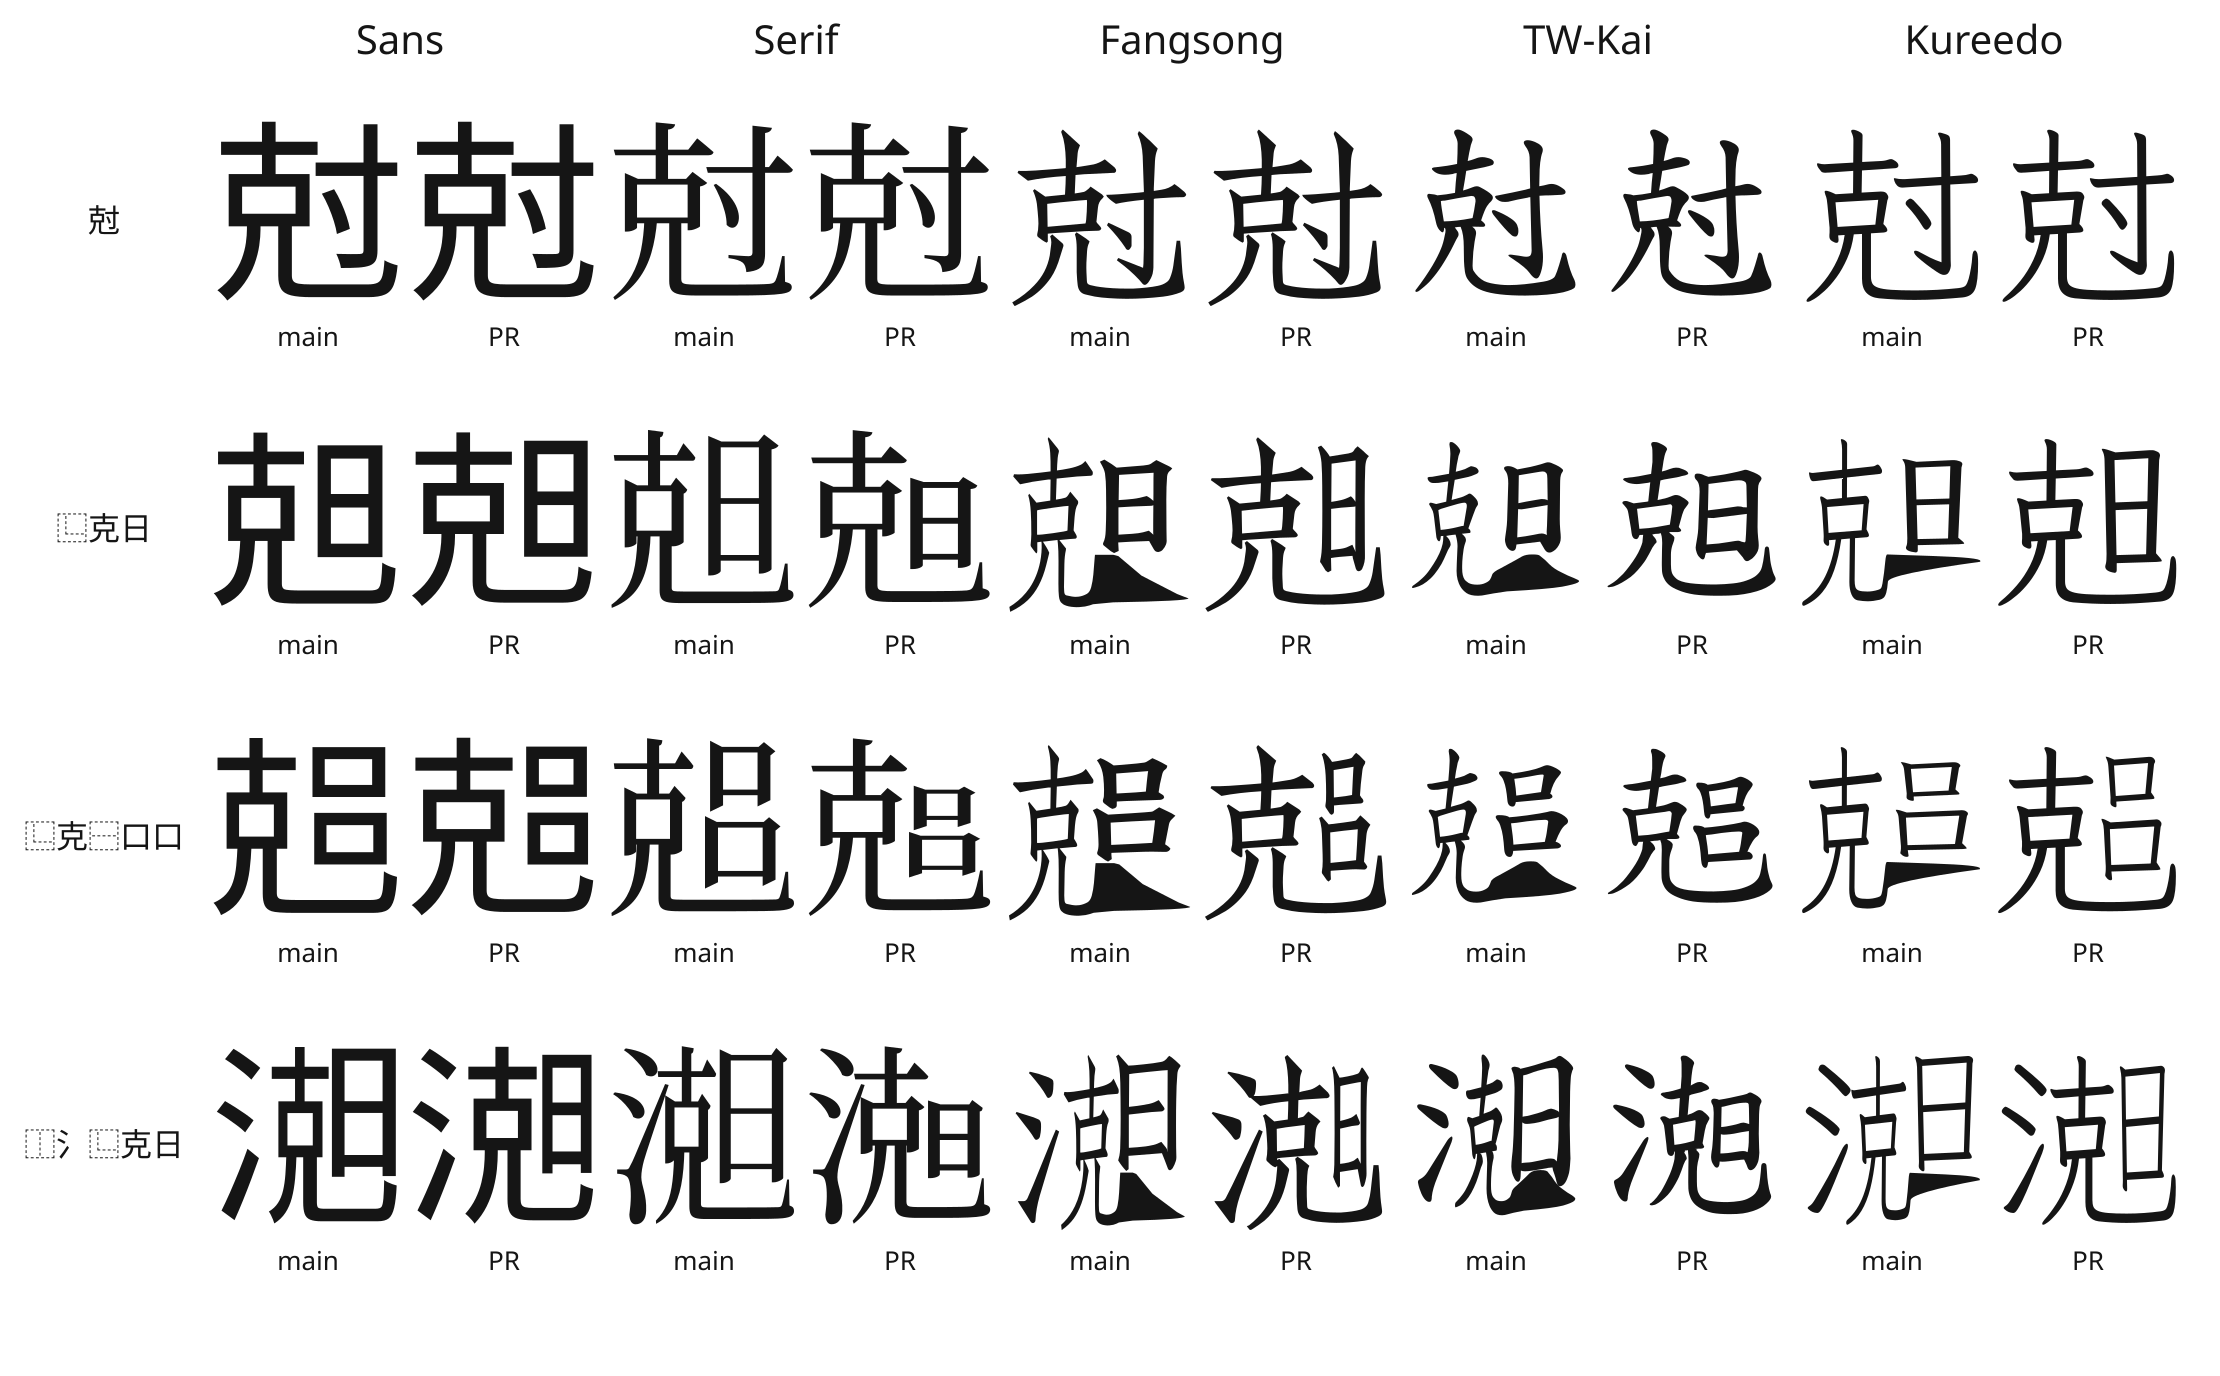 Sans Serif Fangsong TW-Kai Kureedo
尅 尅 尅 尅 尅 尅 尅 尅 尅 尅 尅
main PR main PR main PR main PR main PR
⿺克日
main PR main PR main PR main PR main PR
⿺克⿱口口
main PR main PR main PR main PR main PR
⿰氵⿺克日
main PR main PR main PR main PR main PR